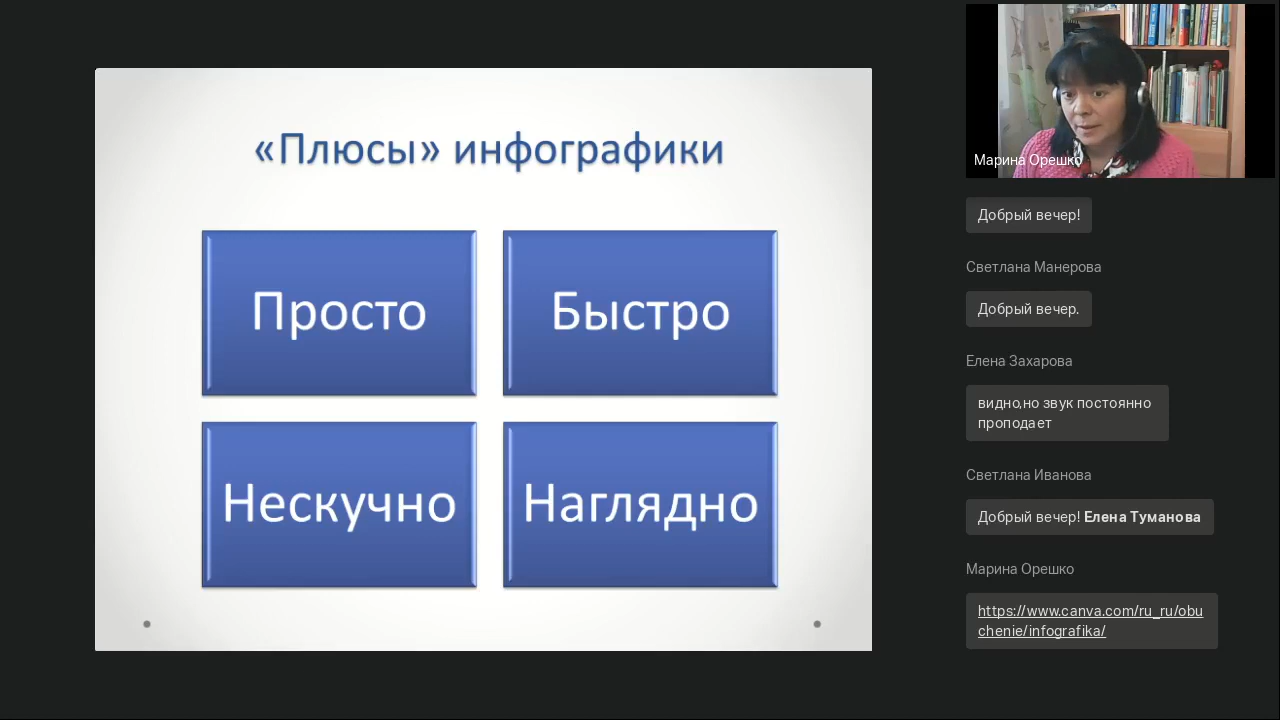 «Плюсы» инфографики
Просто
Быстро
Нескучно
Наглядно
Марина Орешко
Добрый вечер!
Светлана Манерова
Добрый вечер.
Елена Захарова
видно,но звук постоянно
проподает
Светлана Иванова
Добрый вечер! Елена Туманова
Марина Орешко
https://www.canva.com/ru_ru/obu
chenie/infografika/